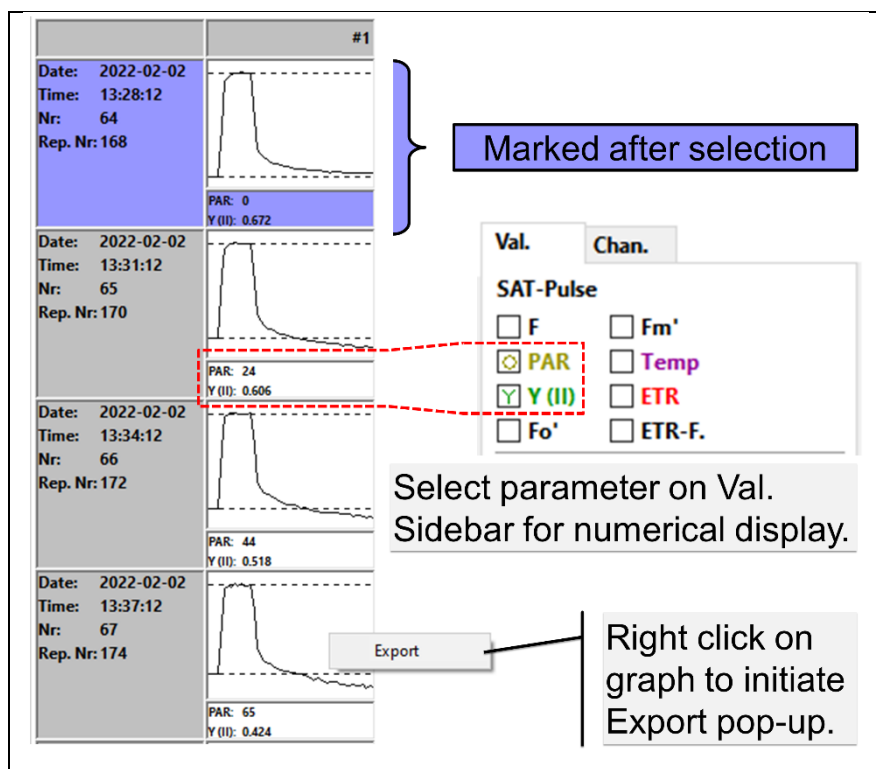 #1
Date: 2022-02-02
Time: 13:28:12
Nr: 64
Rep. Nr: 168
PAR: 0
Y (II): 0.672
Marked after selection
Date: 2022-02-02
Time: 13:31:12
Nr: 65
Rep. Nr: 170
PAR: 24
Y (II): 0.606
Val. Chan.
SAT-Pulse
F Fm'
PAR Temp
Y (II) ETR
Fo' ETR-F.
Select parameter on Val.
Sidebar for numerical display.
Date: 2022-02-02
Time: 13:34:12
Nr: 66
Rep. Nr: 172
PAR: 44
Y (II): 0.518
Date: 2022-02-02
Time: 13:37:12
Nr: 67
Rep. Nr: 174
PAR: 65
Y (II): 0.424
Export
Right click on
graph to initiate
Export pop-up.